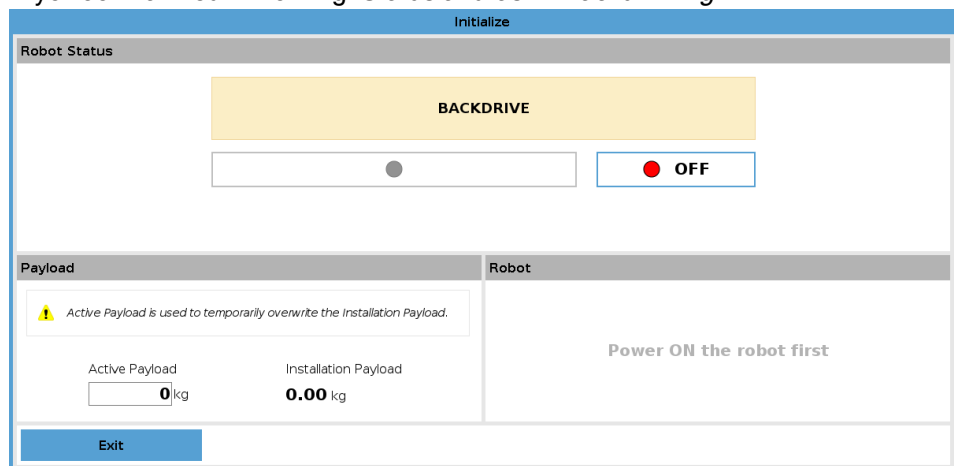 Initialize
Robot Status
BACKDRIVE
OFF
Payload
Robot
Active Payload is used to temporarily overwrite the Installation Payload.
Power ON the robot first
Active Payload
Installation Payload
0 kg
0.00 kg
Exit